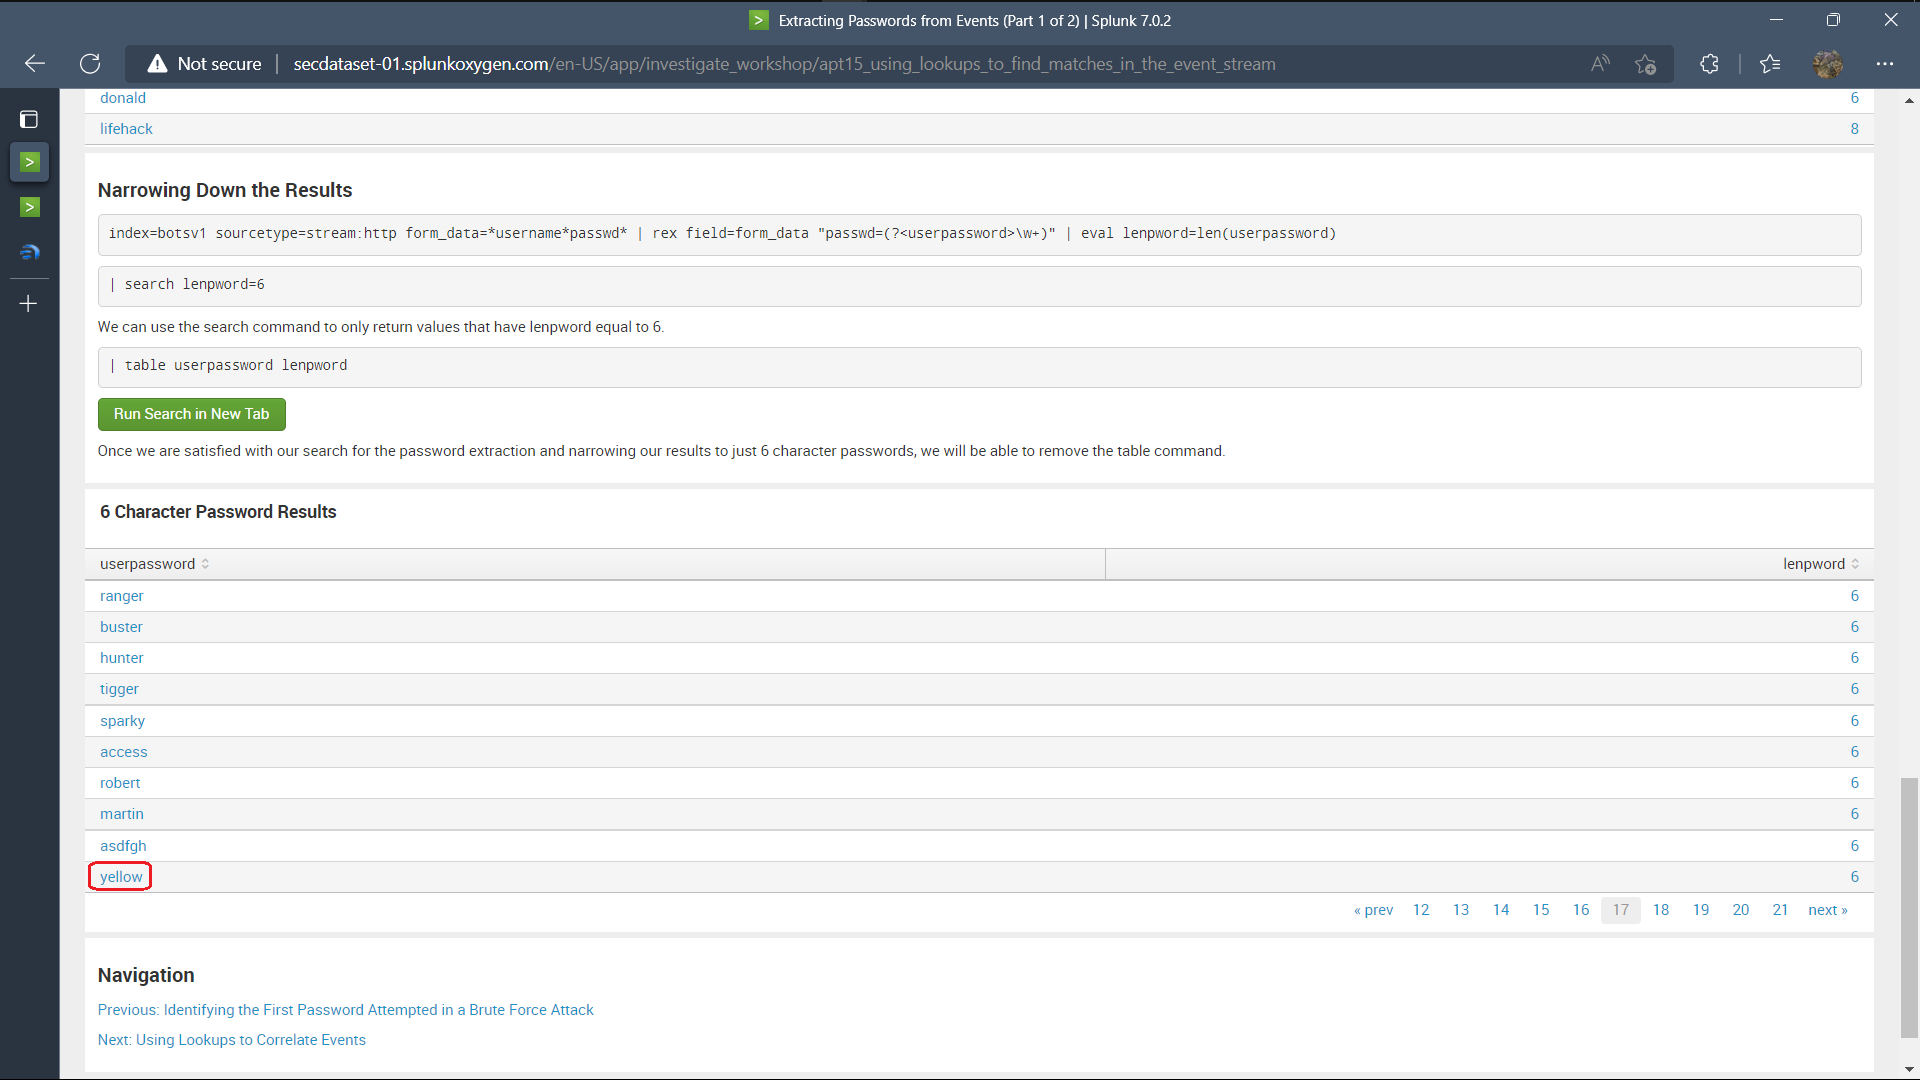 Extracting Passwords from Events (Part 1 of 2) | Splunk 7.0.2
Not secure | secdataset-01.splunkoxygen.com/en-US/app/investigate_workshop/apt15_using_lookups_to_find_matches_in_the_event_stream
donald 6
lifehack 8
Narrowing Down the Results
index=botsv1 sourcetype=stream:http form_data=*username*passwd* | rex field=form_data "passwd=(?<userpassword>\w+)" | eval lenpword=len(userpassword)
| search lenpword=6
We can use the search command to only return values that have lenpword equal to 6.
| table userpassword lenpword
Run Search in New Tab
Once we are satisfied with our search for the password extraction and narrowing our results to just 6 character passwords, we will be able to remove the table command.
6 Character Password Results
userpassword lenpword
ranger 6
buster 6
hunter 6
tigger 6
sparky 6
access 6
robert 6
martin 6
asdfgh 6
yellow 6
« prev 12 13 14 15 16 17 18 19 20 21 next »
Navigation
Previous: Identifying the First Password Attempted in a Brute Force Attack
Next: Using Lookups to Correlate Events